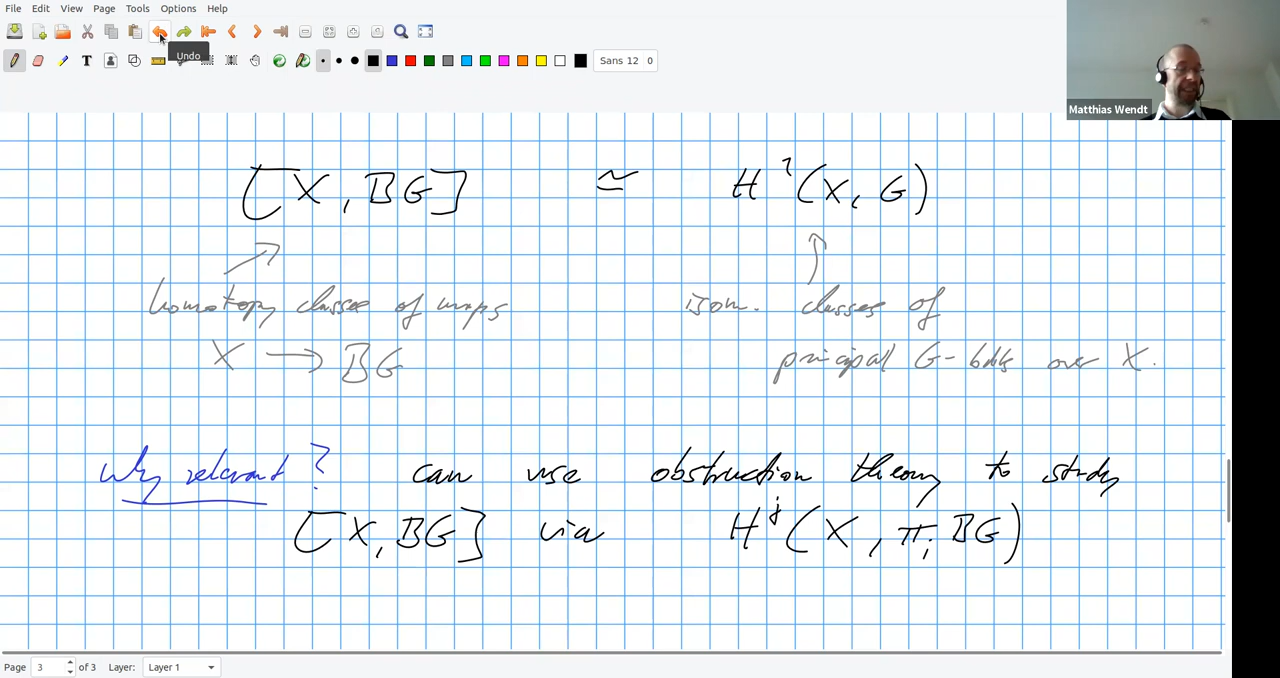 File Edit View Page Tools Options Help
Undo
Sans 12 0
Matthias Wendt
[X, BG] ≅ H¹(X, G)
homotopy classes of maps
X → BG
isom. classes of
principal G-bdls over X.
why relevant? can use obstruction theory to study
[X, BG] via H^j(X, π_i BG)
Page 3 of 3 Layer: Layer 1